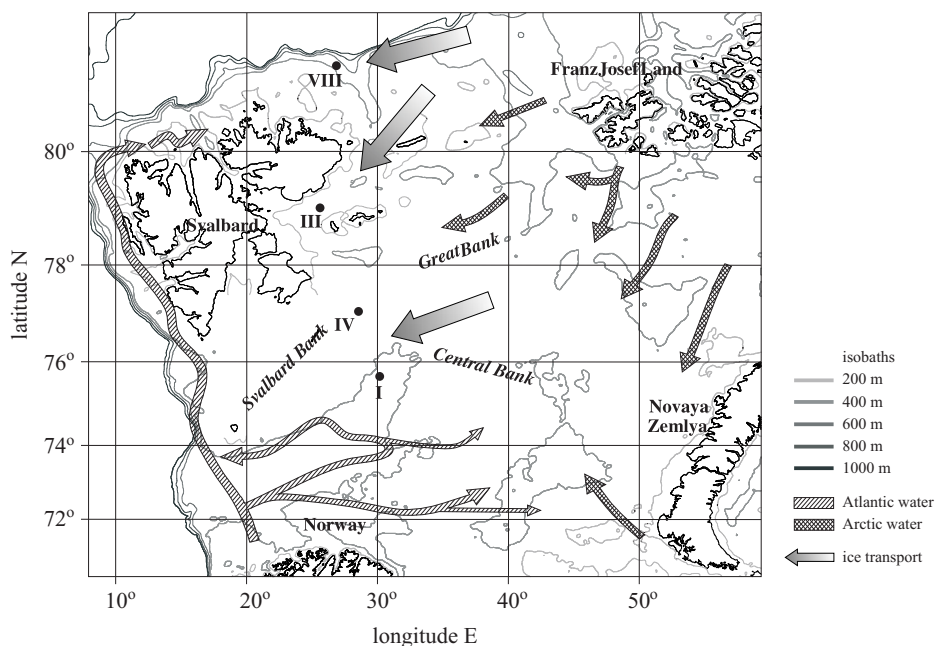 VIII
FranzJosefLand
80º
III
Svalbard
GreatBank
78º
latitude N
IV
Svalbard Bank
76º
Central Bank
I
Novaya
Zemlya
74º
72º
Norway
10º 20º 30º 40º 50º
longitude E
isobaths
200 m
400 m
600 m
800 m
1000 m
Atlantic water
Arctic water
ice transport